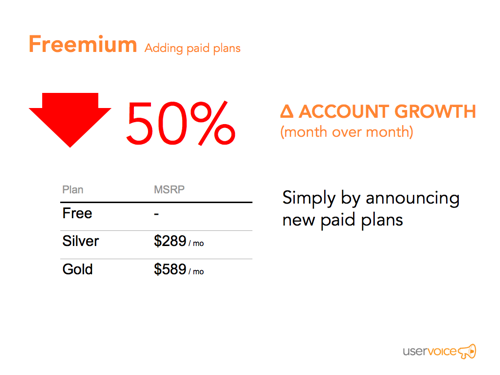 Freemium Adding paid plans
50%
Δ ACCOUNT GROWTH
(month over month)
Plan MSRP
Free -
Silver $289 / mo
Gold $589 / mo
Simply by announcing
new paid plans
uservoice